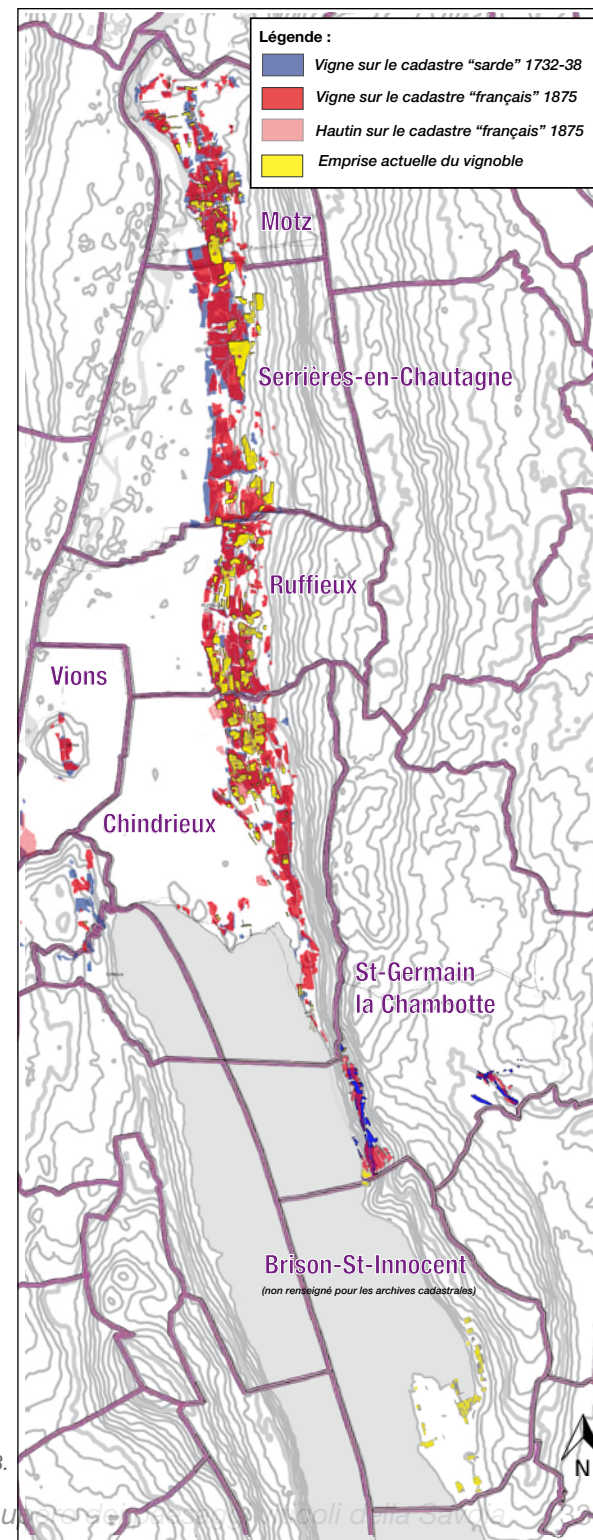 Légende :
Vigne sur le cadastre “sarde” 1732-38
Vigne sur le cadastre “français” 1875
Hautin sur le cadastre “français” 1875
Emprise actuelle du vignoble
Motz
Serrières-en-Chautagne
Ruffieux
Vions
Chindrieux
St-Germain
la Chambotte
Brison-St-Innocent
(non renseigné pour les archives cadastrales)
N
della Savoia